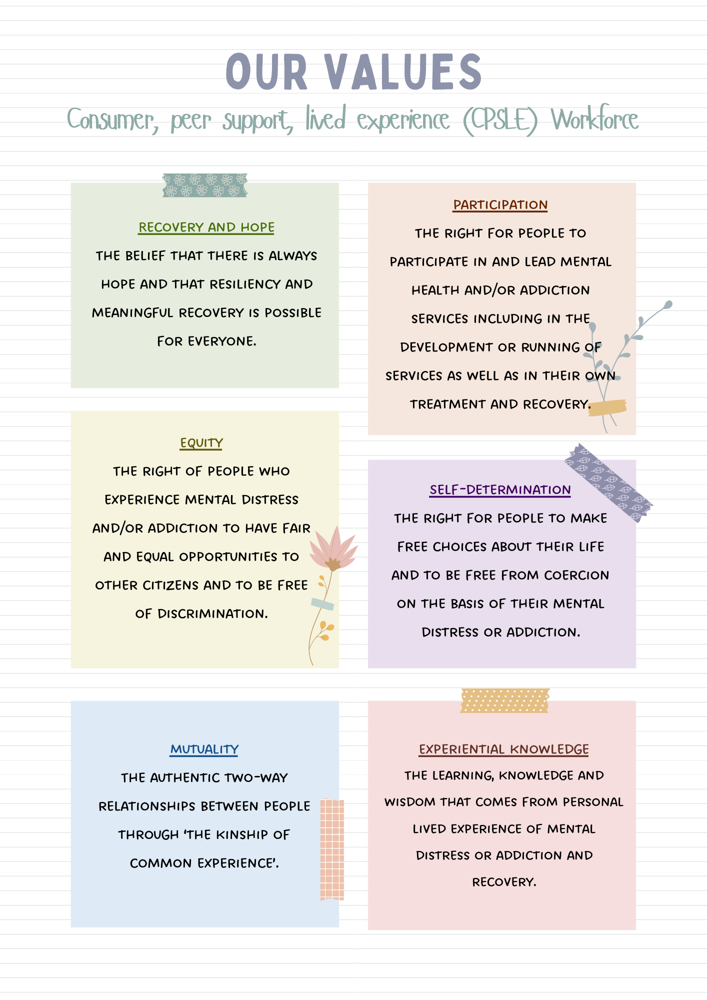 OUR VALUES
Consumer, peer support, lived experience (CPSLE) Workforce
RECOVERY AND HOPE
THE BELIEF THAT THERE IS ALWAYS
HOPE AND THAT RESILIENCY AND
MEANINGFUL RECOVERY IS POSSIBLE
FOR EVERYONE.
PARTICIPATION
THE RIGHT FOR PEOPLE TO
PARTICIPATE IN AND LEAD MENTAL
HEALTH AND/OR ADDICTION
SERVICES INCLUDING IN THE
DEVELOPMENT OR RUNNING OF
SERVICES AS WELL AS IN THEIR OWN
TREATMENT AND RECOVERY.
EQUITY
THE RIGHT OF PEOPLE WHO
EXPERIENCE MENTAL DISTRESS
AND/OR ADDICTION TO HAVE FAIR
AND EQUAL OPPORTUNITIES TO
OTHER CITIZENS AND TO BE FREE
OF DISCRIMINATION.
SELF-DETERMINATION
THE RIGHT FOR PEOPLE TO MAKE
FREE CHOICES ABOUT THEIR LIFE
AND TO BE FREE FROM COERCION
ON THE BASIS OF THEIR MENTAL
DISTRESS OR ADDICTION.
MUTUALITY
THE AUTHENTIC TWO-WAY
RELATIONSHIPS BETWEEN PEOPLE
THROUGH ‘THE KINSHIP OF
COMMON EXPERIENCE’.
EXPERIENTIAL KNOWLEDGE
THE LEARNING, KNOWLEDGE AND
WISDOM THAT COMES FROM PERSONAL
LIVED EXPERIENCE OF MENTAL
DISTRESS OR ADDICTION AND
RECOVERY.